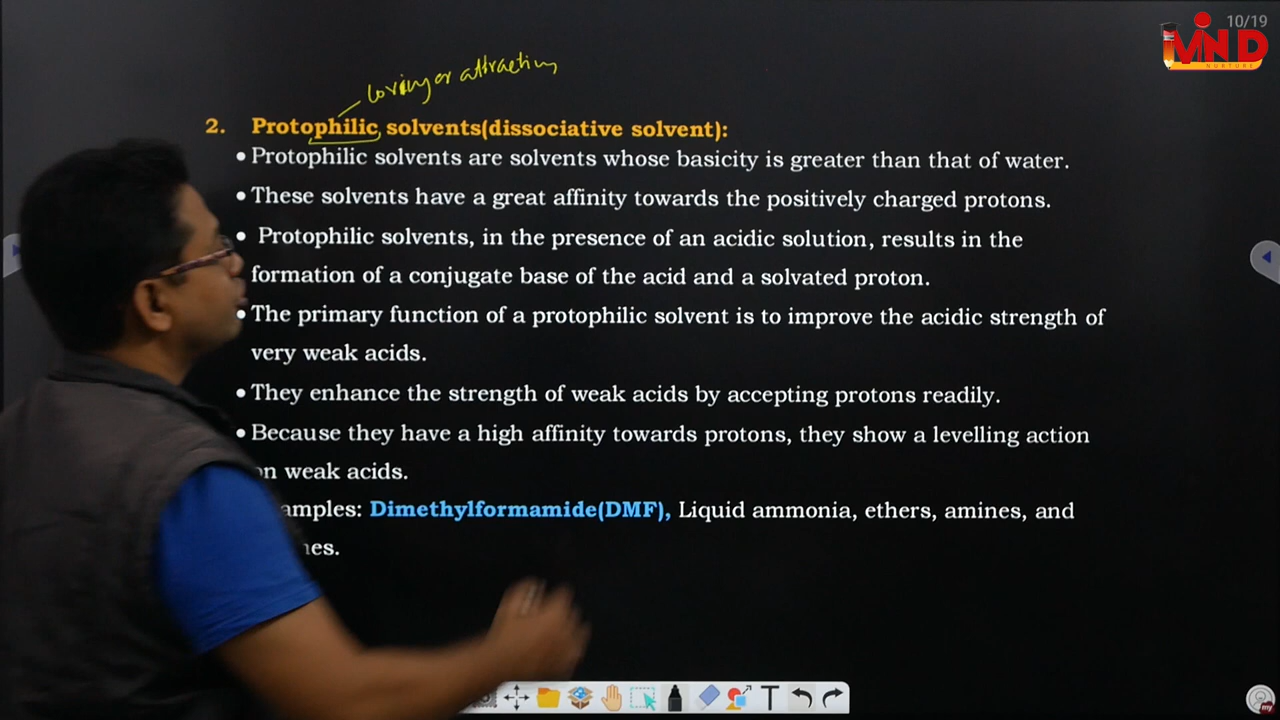 10/19
MIND
NURTURE
loving or attracting
2. Protophilic solvents(dissociative solvent):
• Protophilic solvents are solvents whose basicity is greater than that of water.
• These solvents have a great affinity towards the positively charged protons.
• Protophilic solvents, in the presence of an acidic solution, results in the
formation of a conjugate base of the acid and a solvated proton.
• The primary function of a protophilic solvent is to improve the acidic strength of
very weak acids.
• They enhance the strength of weak acids by accepting protons readily.
• Because they have a high affinity towards protons, they show a levelling action
on weak acids.
amples: Dimethylformamide(DMF), Liquid ammonia, ethers, amines, and
T
my